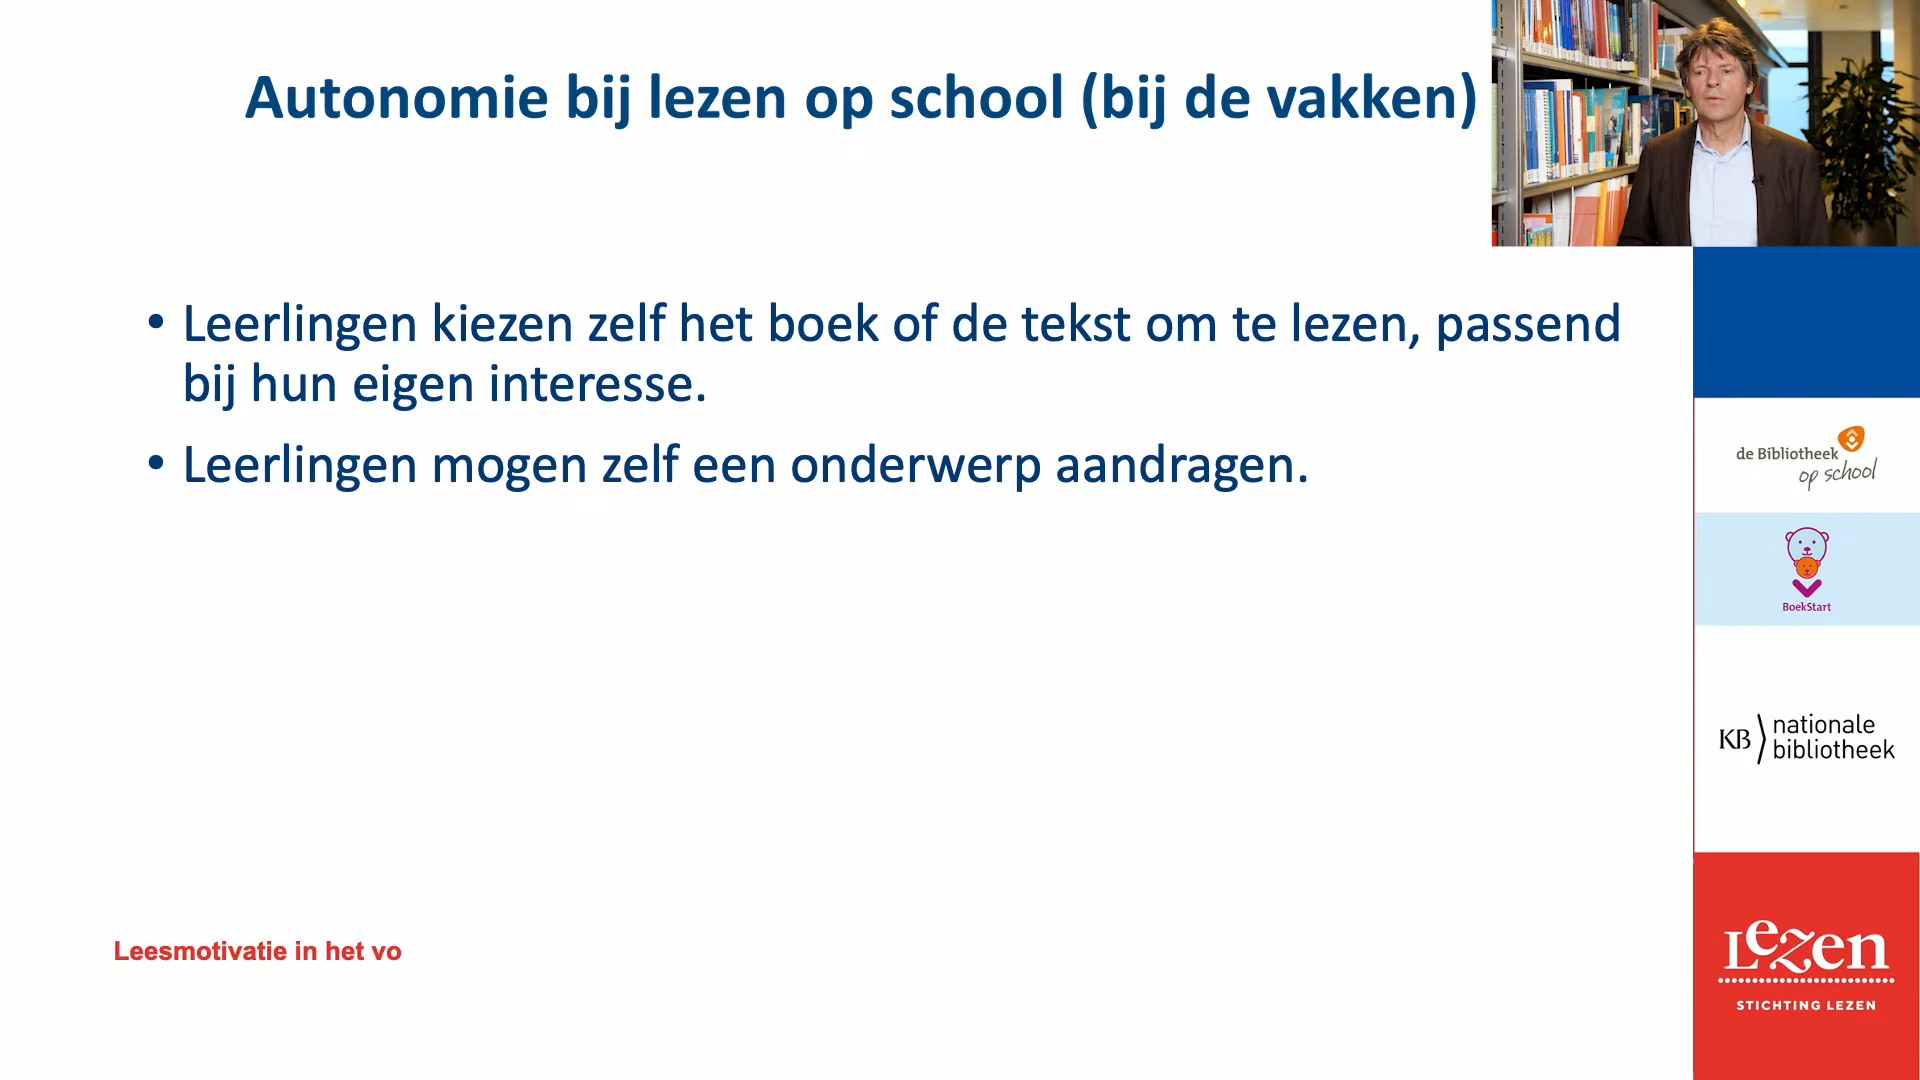 Autonomie bij lezen op school (bij de vakken)
• Leerlingen kiezen zelf het boek of de tekst om te lezen, passend
bij hun eigen interesse.
• Leerlingen mogen zelf een onderwerp aandragen.
de Bibliotheek
op school
BoekStart
KB nationale
bibliotheek
Leesmotivatie in het vo
Lezen
STICHTING LEZEN